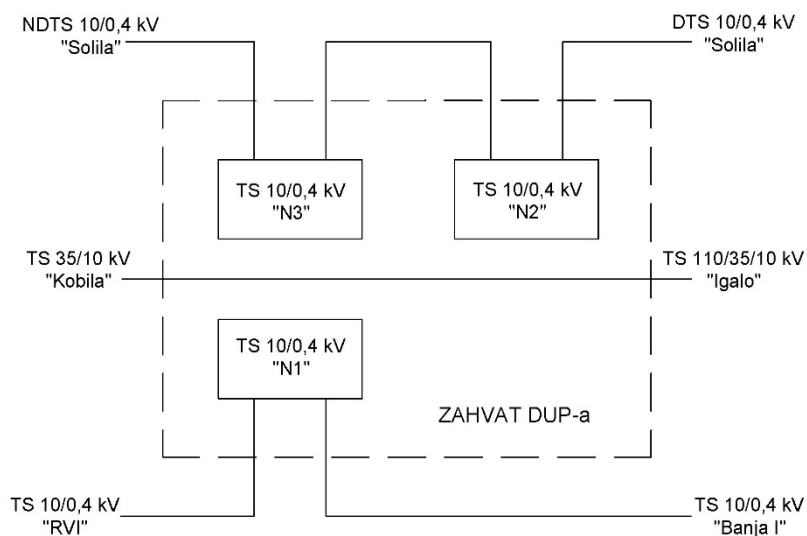 NDTS 10/0,4 kV
"Solila"
DTS 10/0,4 kV
"Solila"
TS 10/0,4 kV
"N3"
TS 10/0,4 kV
"N2"
TS 35/10 kV
"Kobila"
TS 110/35/10 kV
"Igalo"
TS 10/0,4 kV
"N1"
ZAHVAT DUP-a
TS 10/0,4 kV
"RVI"
TS 10/0,4 kV
"Banja I"